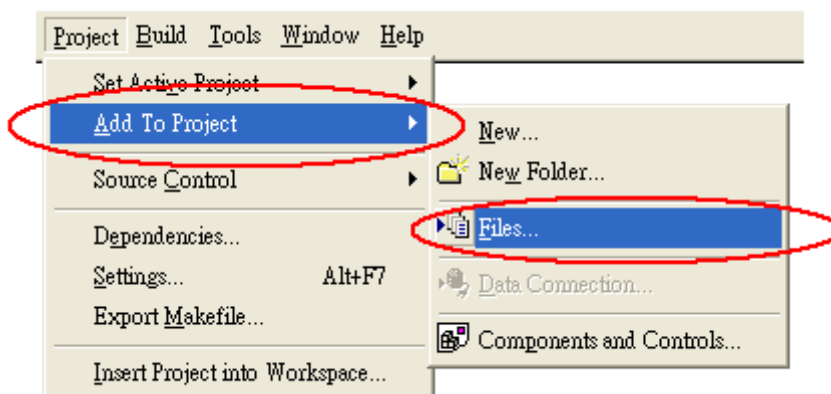 Project Build Tools Window Help
Set Active Project
Add To Project
Source Control
Dependencies...
Settings... Alt+F7
Export Makefile...
Insert Project into Workspace...
New...
New Folder...
Files...
Data Connection...
Components and Controls...